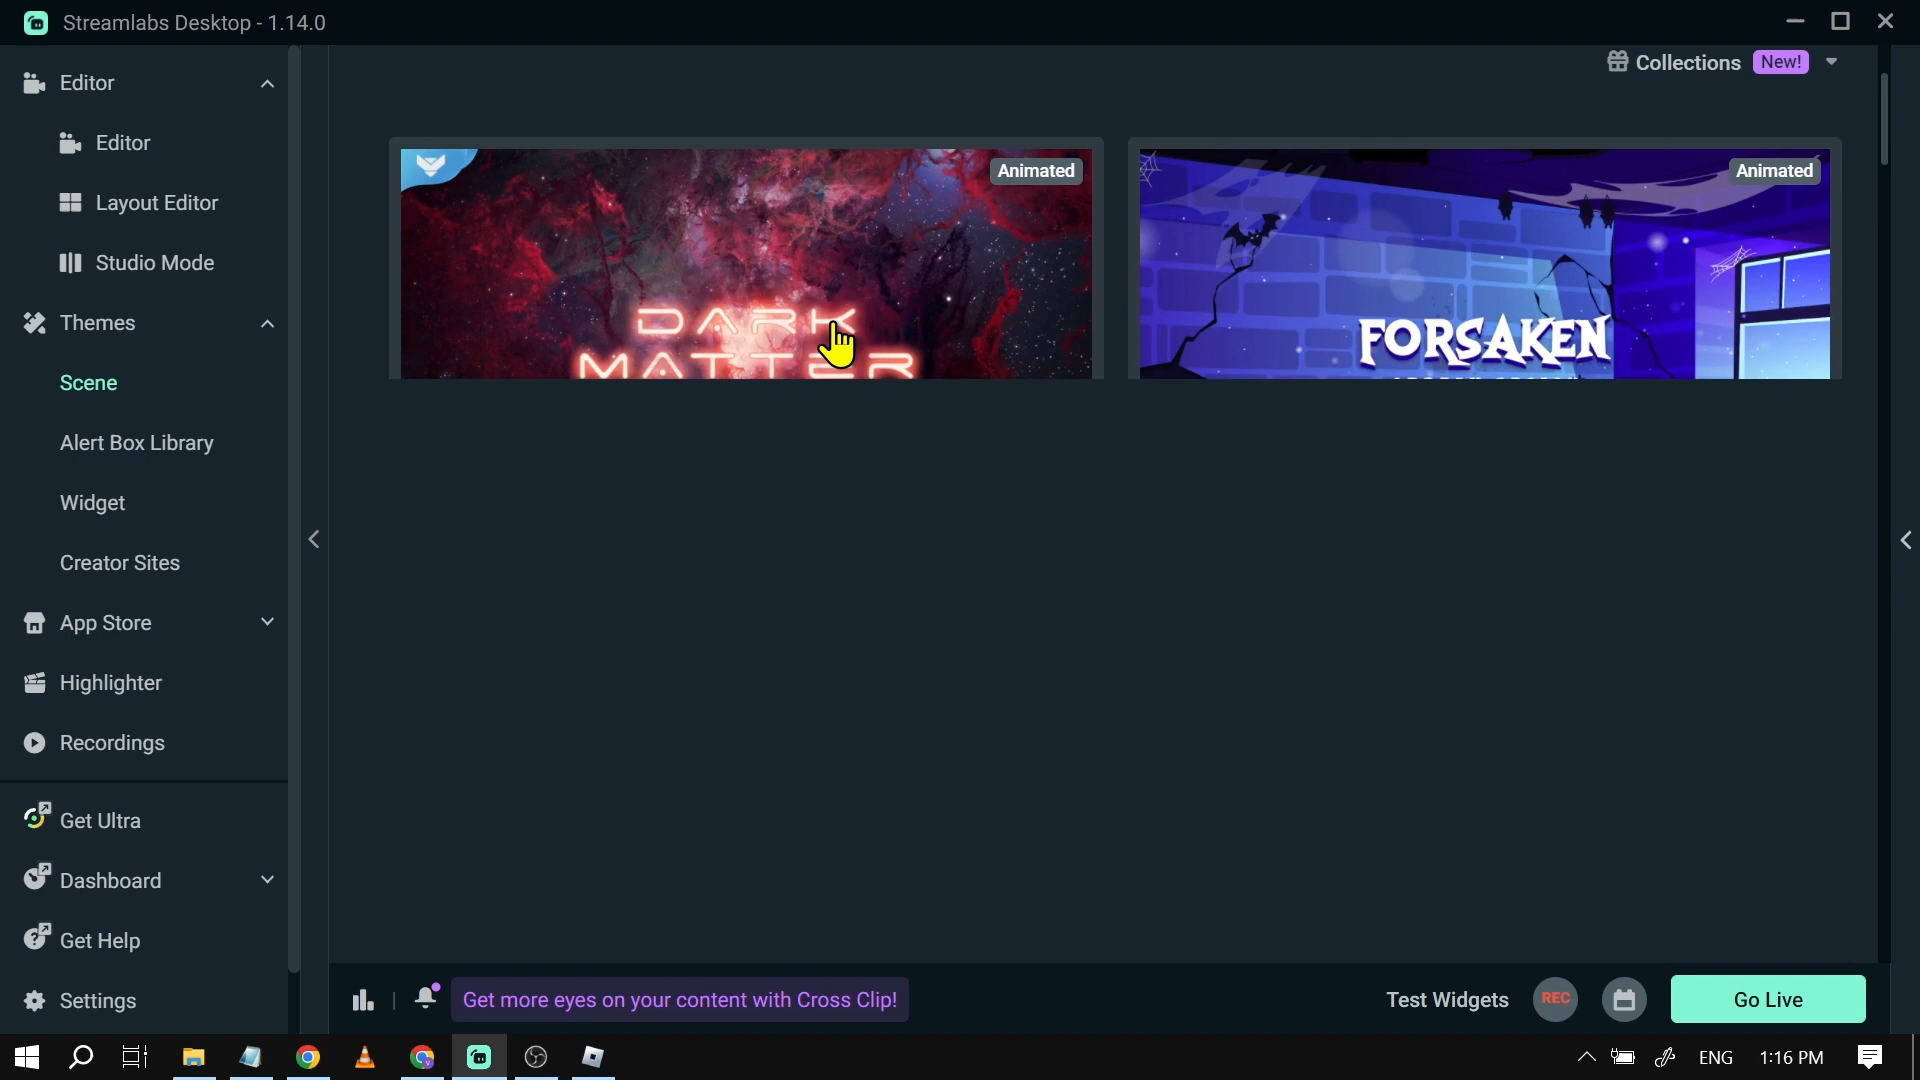 Streamlabs Desktop - 1.14.0
Editor
Editor
Layout Editor
Studio Mode
Themes
Scene
Alert Box Library
Widget
Creator Sites
App Store
Highlighter
Recordings
Get Ultra
Dashboard
Get Help
Settings
Collections New!
Animated
DARK
MATTER
Animated
FORSAKEN
Get more eyes on your content with Cross Clip!
Test Widgets
REC
Go Live
ENG
1:16 PM